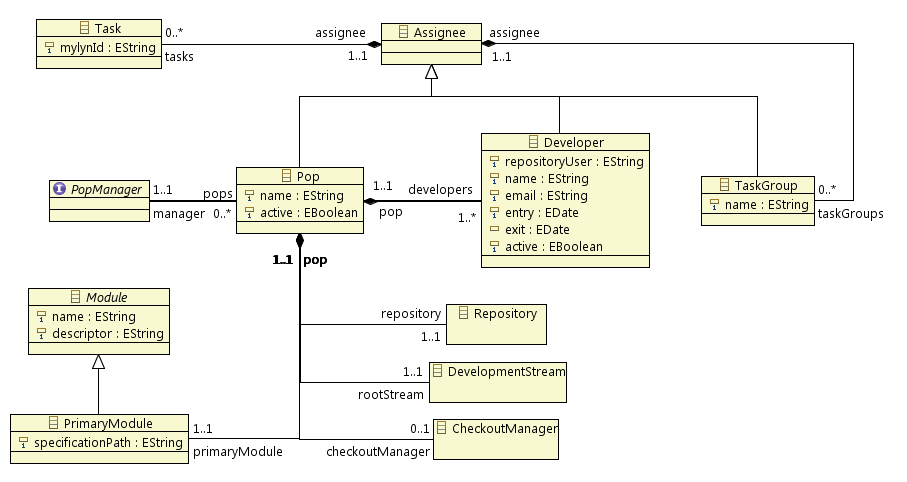 Task
mylynId : EString
0..*
tasks
assignee
1..1
Assignee
assignee
1..1
PopManager
1..1
manager
pops
0..*
Pop
name : EString
active : EBoolean
1..1
pop
developers
1..*
Developer
repositoryUser : EString
name : EString
email : EString
entry : EDate
exit : EDate
active : EBoolean
TaskGroup
name : EString
0..*
taskGroups
1..1 pop
Module
name : EString
descriptor : EString
repository
1..1
Repository
1..1
rootStream
DevelopmentStream
PrimaryModule
specificationPath : EString
1..1
primaryModule
0..1
checkoutManager
CheckoutManager